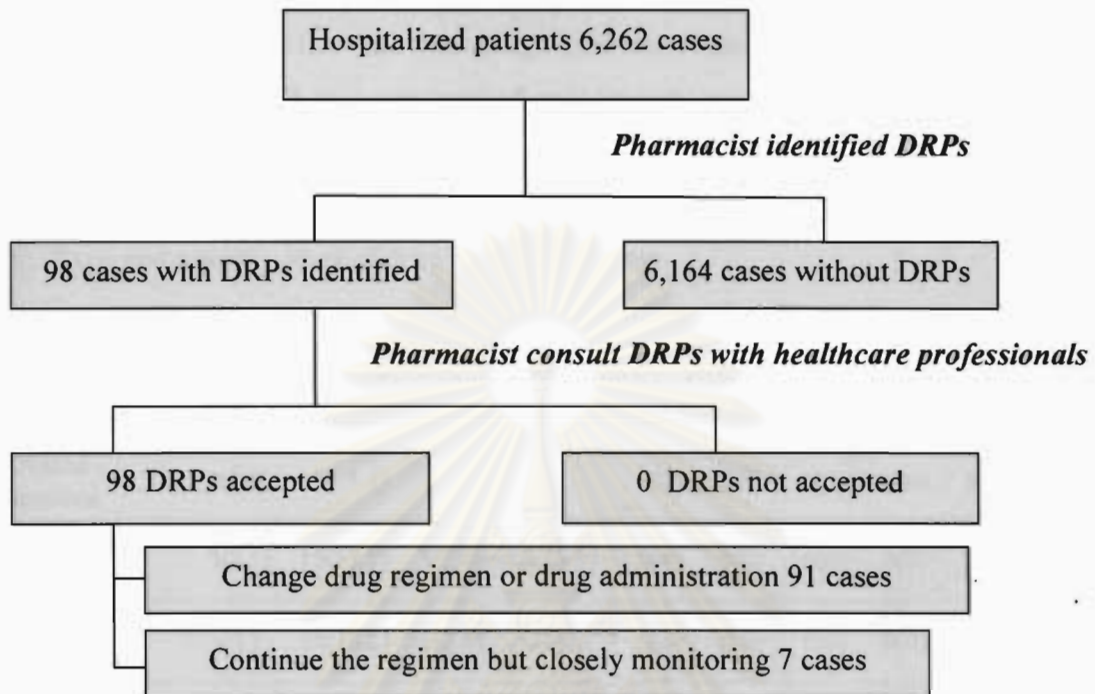 Hospitalized patients 6,262 cases
Pharmacist identified DRPs
98 cases with DRPs identified
6,164 cases without DRPs
Pharmacist consult DRPs with healthcare professionals
98 DRPs accepted
0 DRPs not accepted
Change drug regimen or drug administration 91 cases
Continue the regimen but closely monitoring 7 cases